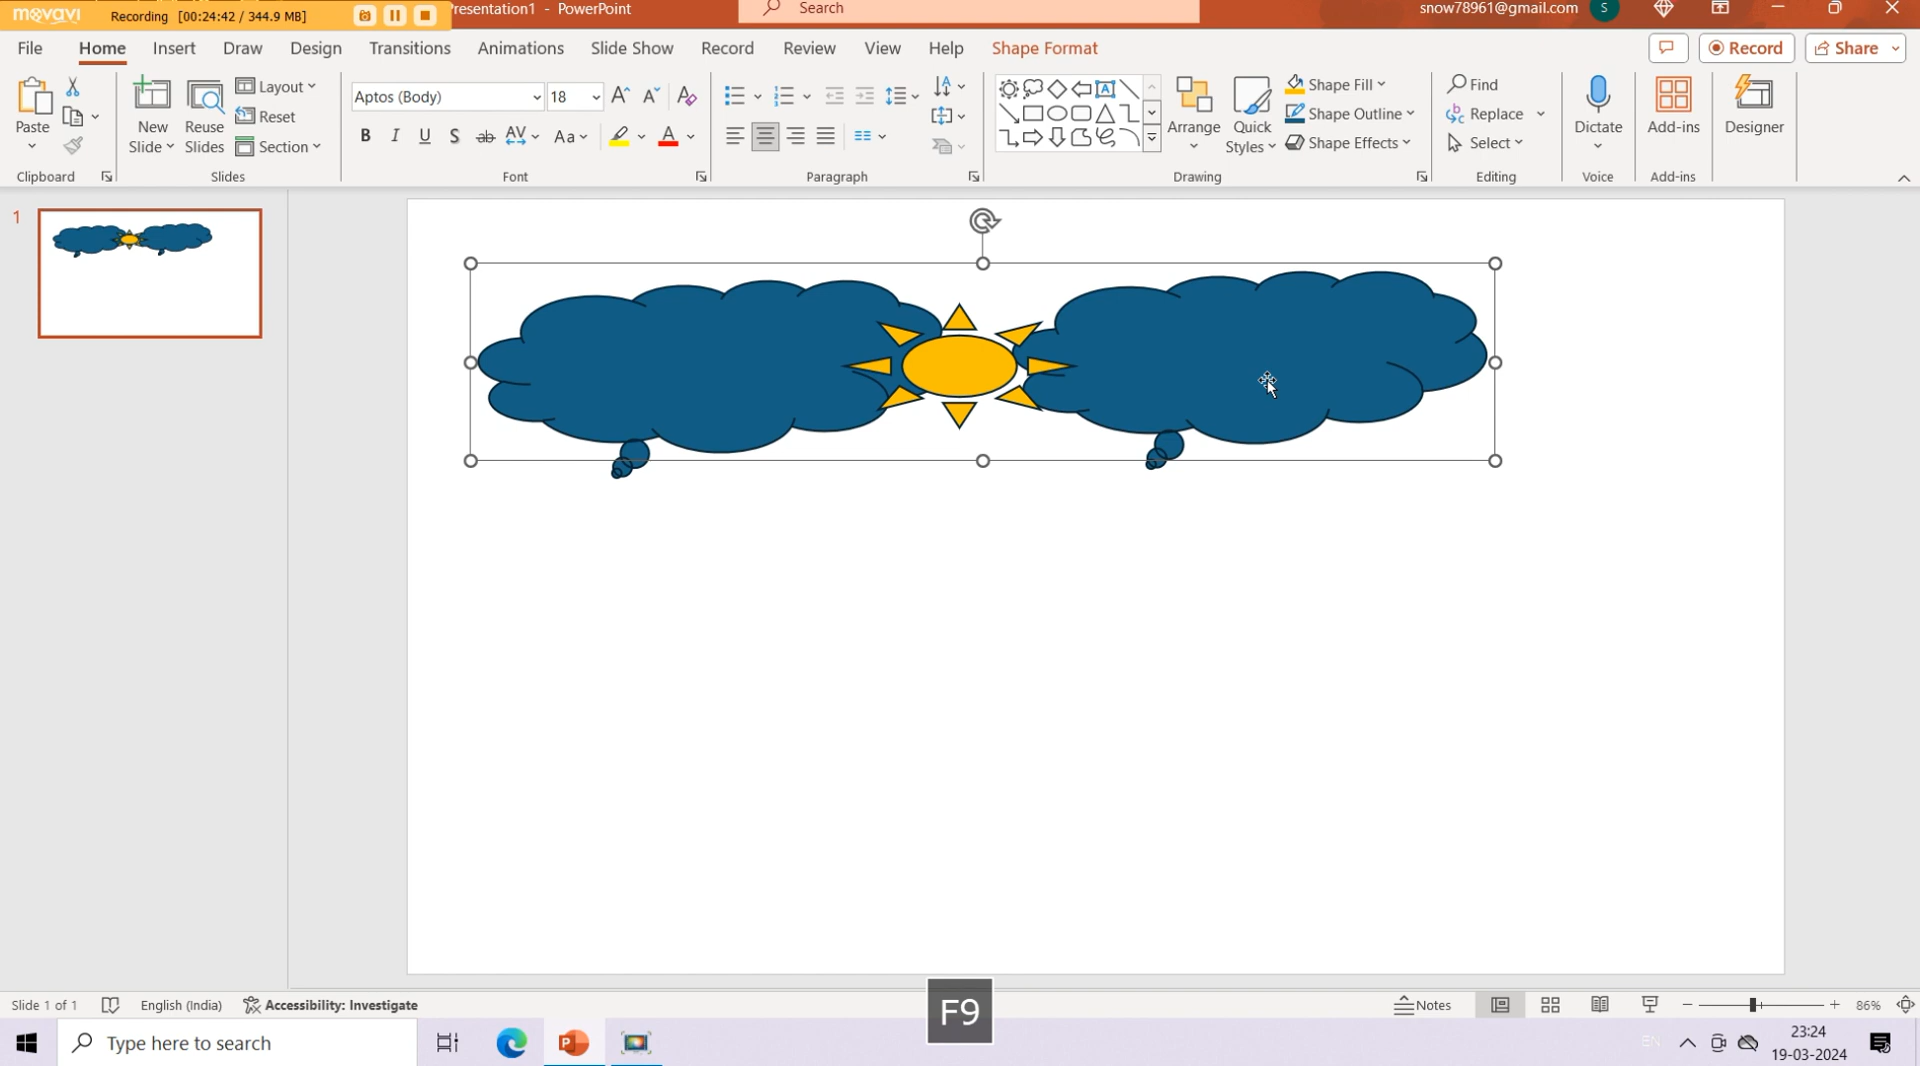 movavi Recording [00:24:42 / 344.9 MB] Presentation1 - PowerPoint Search snow78961@gmail.com S
File Home Insert Draw Design Transitions Animations Slide Show Record Review View Help Shape Format Record Share
Paste
New
Slide
Reuse
Slides
Layout
Reset
Section
Aptos (Body) 18
B I U S ab AV Aa A
A
Arrange
Quick
Styles
Shape Fill
Shape Outline
Shape Effects
Find
Replace
Select
Dictate
Add-ins
Designer
Clipboard Slides Font Paragraph Drawing Editing Voice Add-ins
1
Slide 1 of 1 English (India) Accessibility: Investigate Notes 86%
F9
Type here to search
EN
23:24
19-03-2024